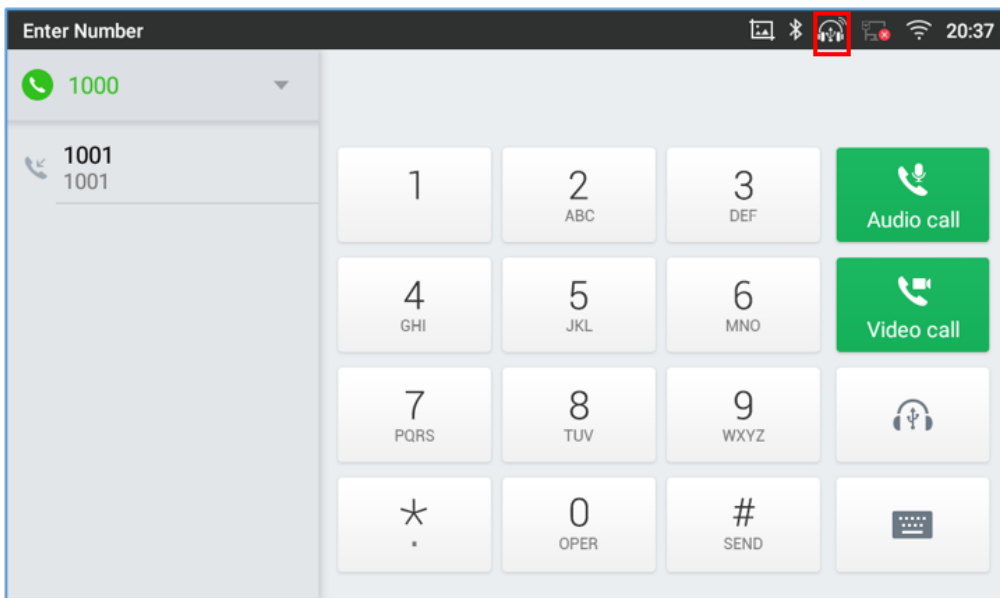 Enter Number
20:37
1000
1001
1001
1
2
ABC
3
DEF
Audio call
4
GHI
5
JKL
6
MNO
Video call
7
PQRS
8
TUV
9
WXYZ
*
.
0
OPER
#
SEND